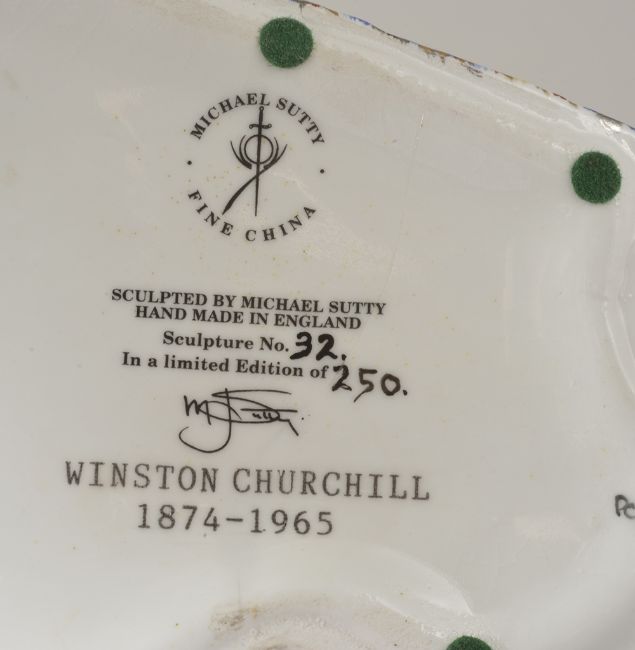 MICHAEL SUTTY
FINE CHINA
SCULPTED BY MICHAEL SUTTY
HAND MADE IN ENGLAND
Sculpture No. 32.
In a limited Edition of 250.
WINSTON CHURCHILL
1874-1965